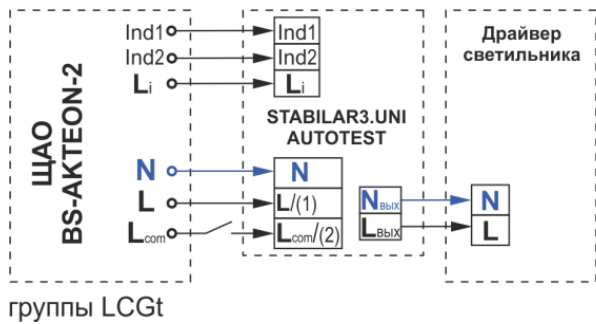 ЩАО
BS-AKTEON-2
Ind1
Ind2
Li
N
L
Lcom
Ind1
Ind2
Li
STABILAR3.UNI
AUTOTEST
N
L/(1)
Lcom/(2)
Nвых
Lвых
Драйвер
светильника
N
L
группы LCGt